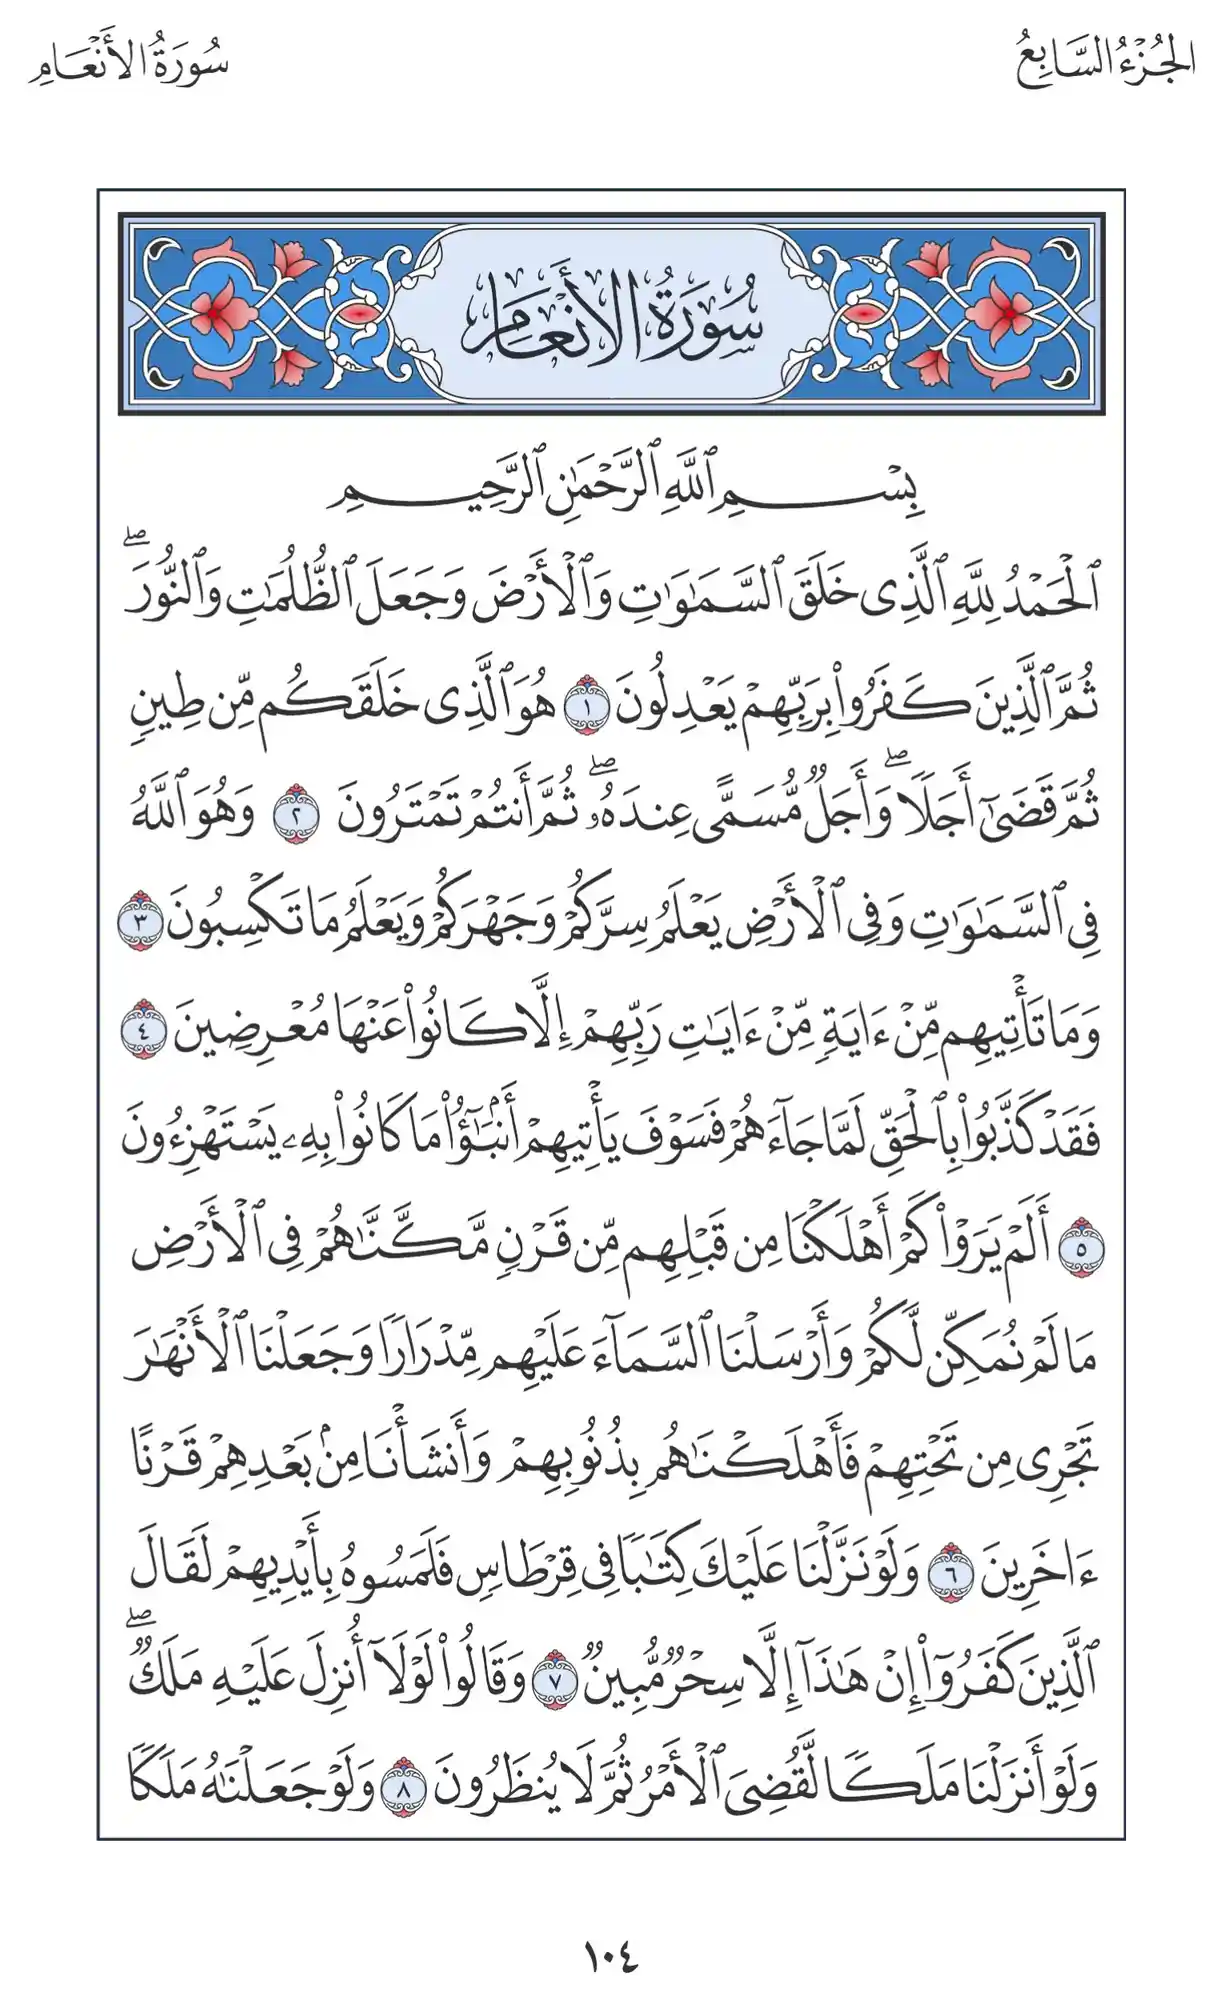 الجُزْءُ السَّابِعُ
سُورَةُ الأَنْعَامِ
سُورَةُ الأَنْعَامِ
بِسْمِ ٱللَّهِ ٱلرَّحْمَٰنِ ٱلرَّحِيمِ
ٱلْحَمْدُ لِلَّهِ ٱلَّذِى خَلَقَ ٱلسَّمَٰوَٰتِ وَٱلْأَرْضَ وَجَعَلَ ٱلظُّلُمَٰتِ وَٱلنُّورَ ۖ
ثُمَّ ٱلَّذِينَ كَفَرُوا۟ بِرَبِّهِمْ يَعْدِلُونَ ١ هُوَ ٱلَّذِى خَلَقَكُم مِّن طِينٍ
ثُمَّ قَضَىٰٓ أَجَلًا ۖ وَأَجَلٌ مُّسَمًّى عِندَهُۥ ۖ ثُمَّ أَنتُمْ تَمْتَرُونَ ٢ وَهُوَ ٱللَّهُ
فِى ٱلسَّمَٰوَٰتِ وَفِى ٱلْأَرْضِ يَعْلَمُ سِرَّكُمْ وَجَهْرَكُمْ وَيَعْلَمُ مَا تَكْسِبُونَ ٣
وَمَا تَأْتِيهِم مِّنْ ءَايَةٍ مِّنْ ءَايَٰتِ رَبِّهِمْ إِلَّا كَانُوا۟ عَنْهَا مُعْرِضِينَ ٤
فَقَدْ كَذَّبُوا۟ بِٱلْحَقِّ لَمَّا جَآءَهُمْ فَسَوْفَ يَأْتِيهِمْ أَنۢبَٰٓؤُا۟ مَا كَانُوا۟ بِهِۦ يَسْتَهْزِءُونَ
٥ أَلَمْ يَرَوْا۟ كَمْ أَهْلَكْنَا مِن قَبْلِهِم مِّن قَرْنٍ مَّكَّنَّٰهُمْ فِى ٱلْأَرْضِ
مَا لَمْ نُمَكِّن لَّكُمْ وَأَرْسَلْنَا ٱلسَّمَآءَ عَلَيْهِم مِّدْرَارًا وَجَعَلْنَا ٱلْأَنْهَٰرَ
تَجْرِى مِن تَحْتِهِمْ فَأَهْلَكْنَٰهُم بِذُنُوبِهِمْ وَأَنشَأْنَا مِنۢ بَعْدِهِمْ قَرْنًا
ءَاخَرِينَ ٦ وَلَوْ نَزَّلْنَا عَلَيْكَ كِتَٰبًا فِى قِرْطَاسٍ فَلَمَسُوهُ بِأَيْدِيهِمْ لَقَالَ
ٱلَّذِينَ كَفَرُوٓا۟ إِنْ هَٰذَآ إِلَّا سِحْرٌ مُّبِينٌ ٧ وَقَالُوا۟ لَوْلَآ أُنزِلَ عَلَيْهِ مَلَكٌ ۖ
وَلَوْ أَنزَلْنَا مَلَكًا لَّقُضِىَ ٱلْأَمْرُ ثُمَّ لَا يُنظَرُونَ ٨ وَلَوْ جَعَلْنَٰهُ مَلَكًا
١٠٤